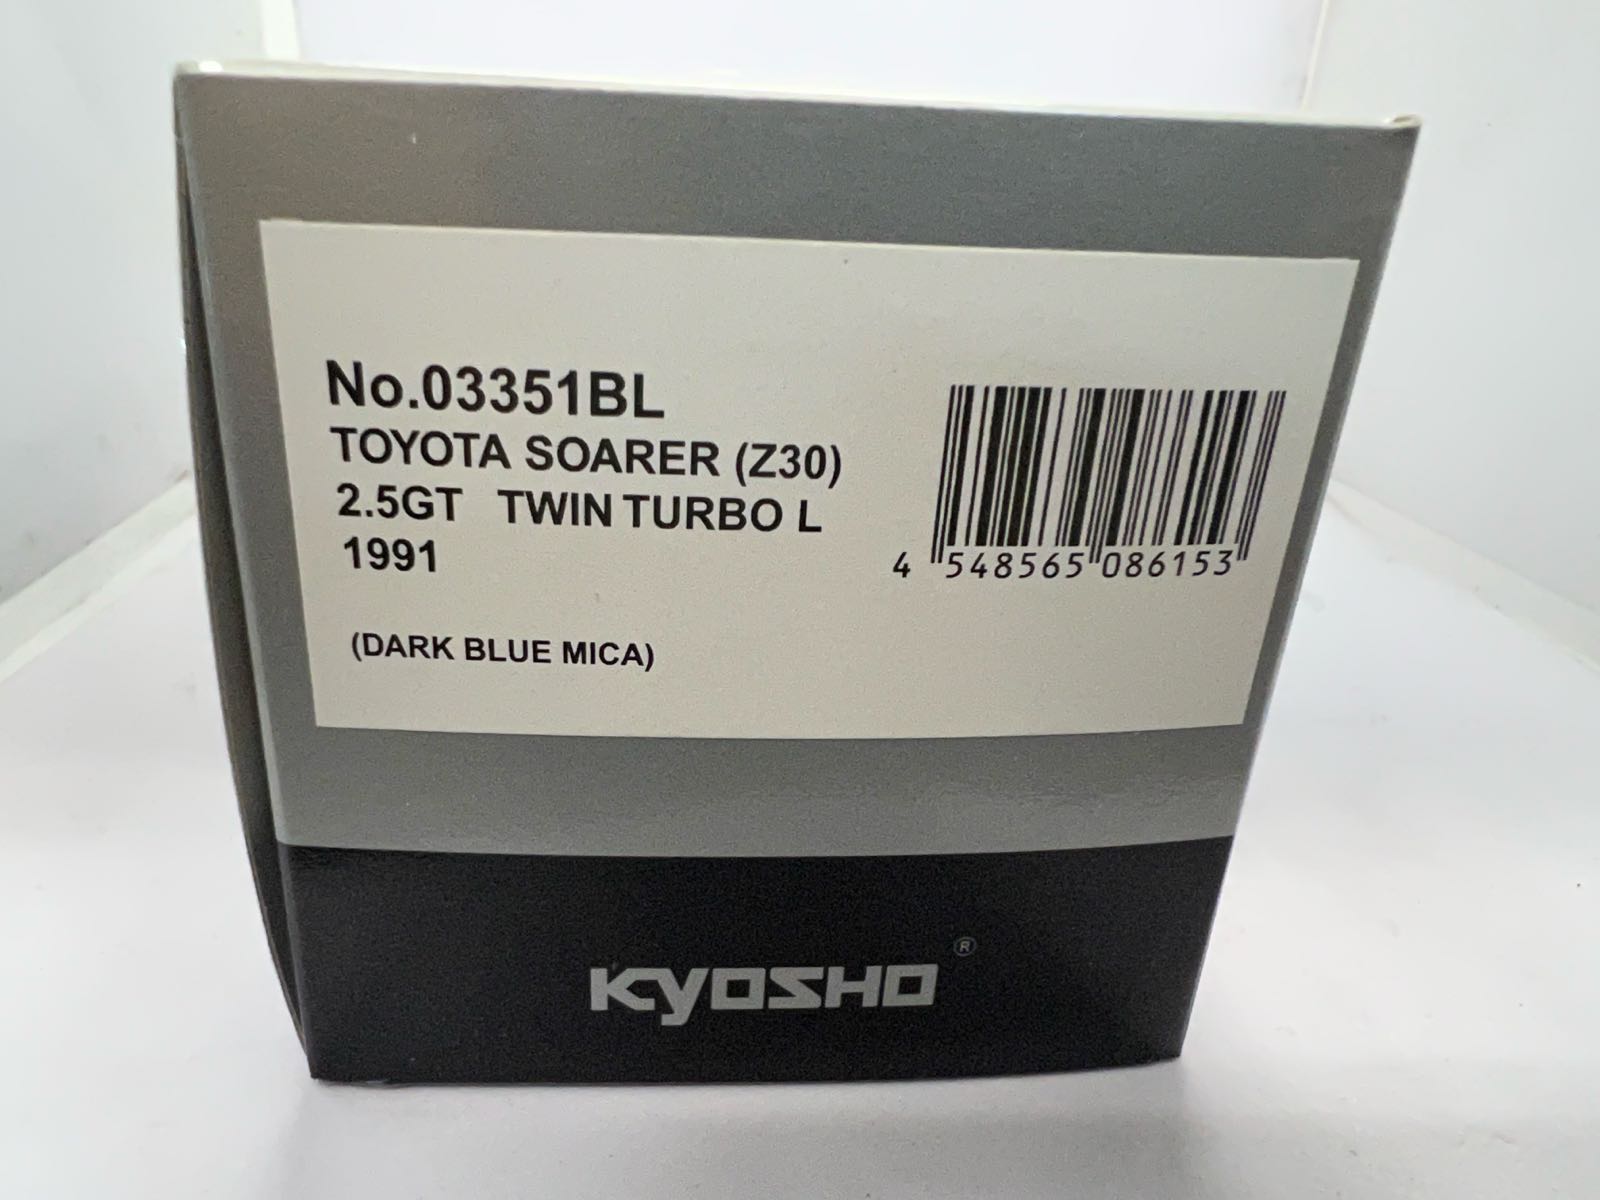 No.03351BL
TOYOTA SOARER (Z30)
2.5GT TWIN TURBO L
1991
(DARK BLUE MICA)
4 548565 086153
KYOSHO ®